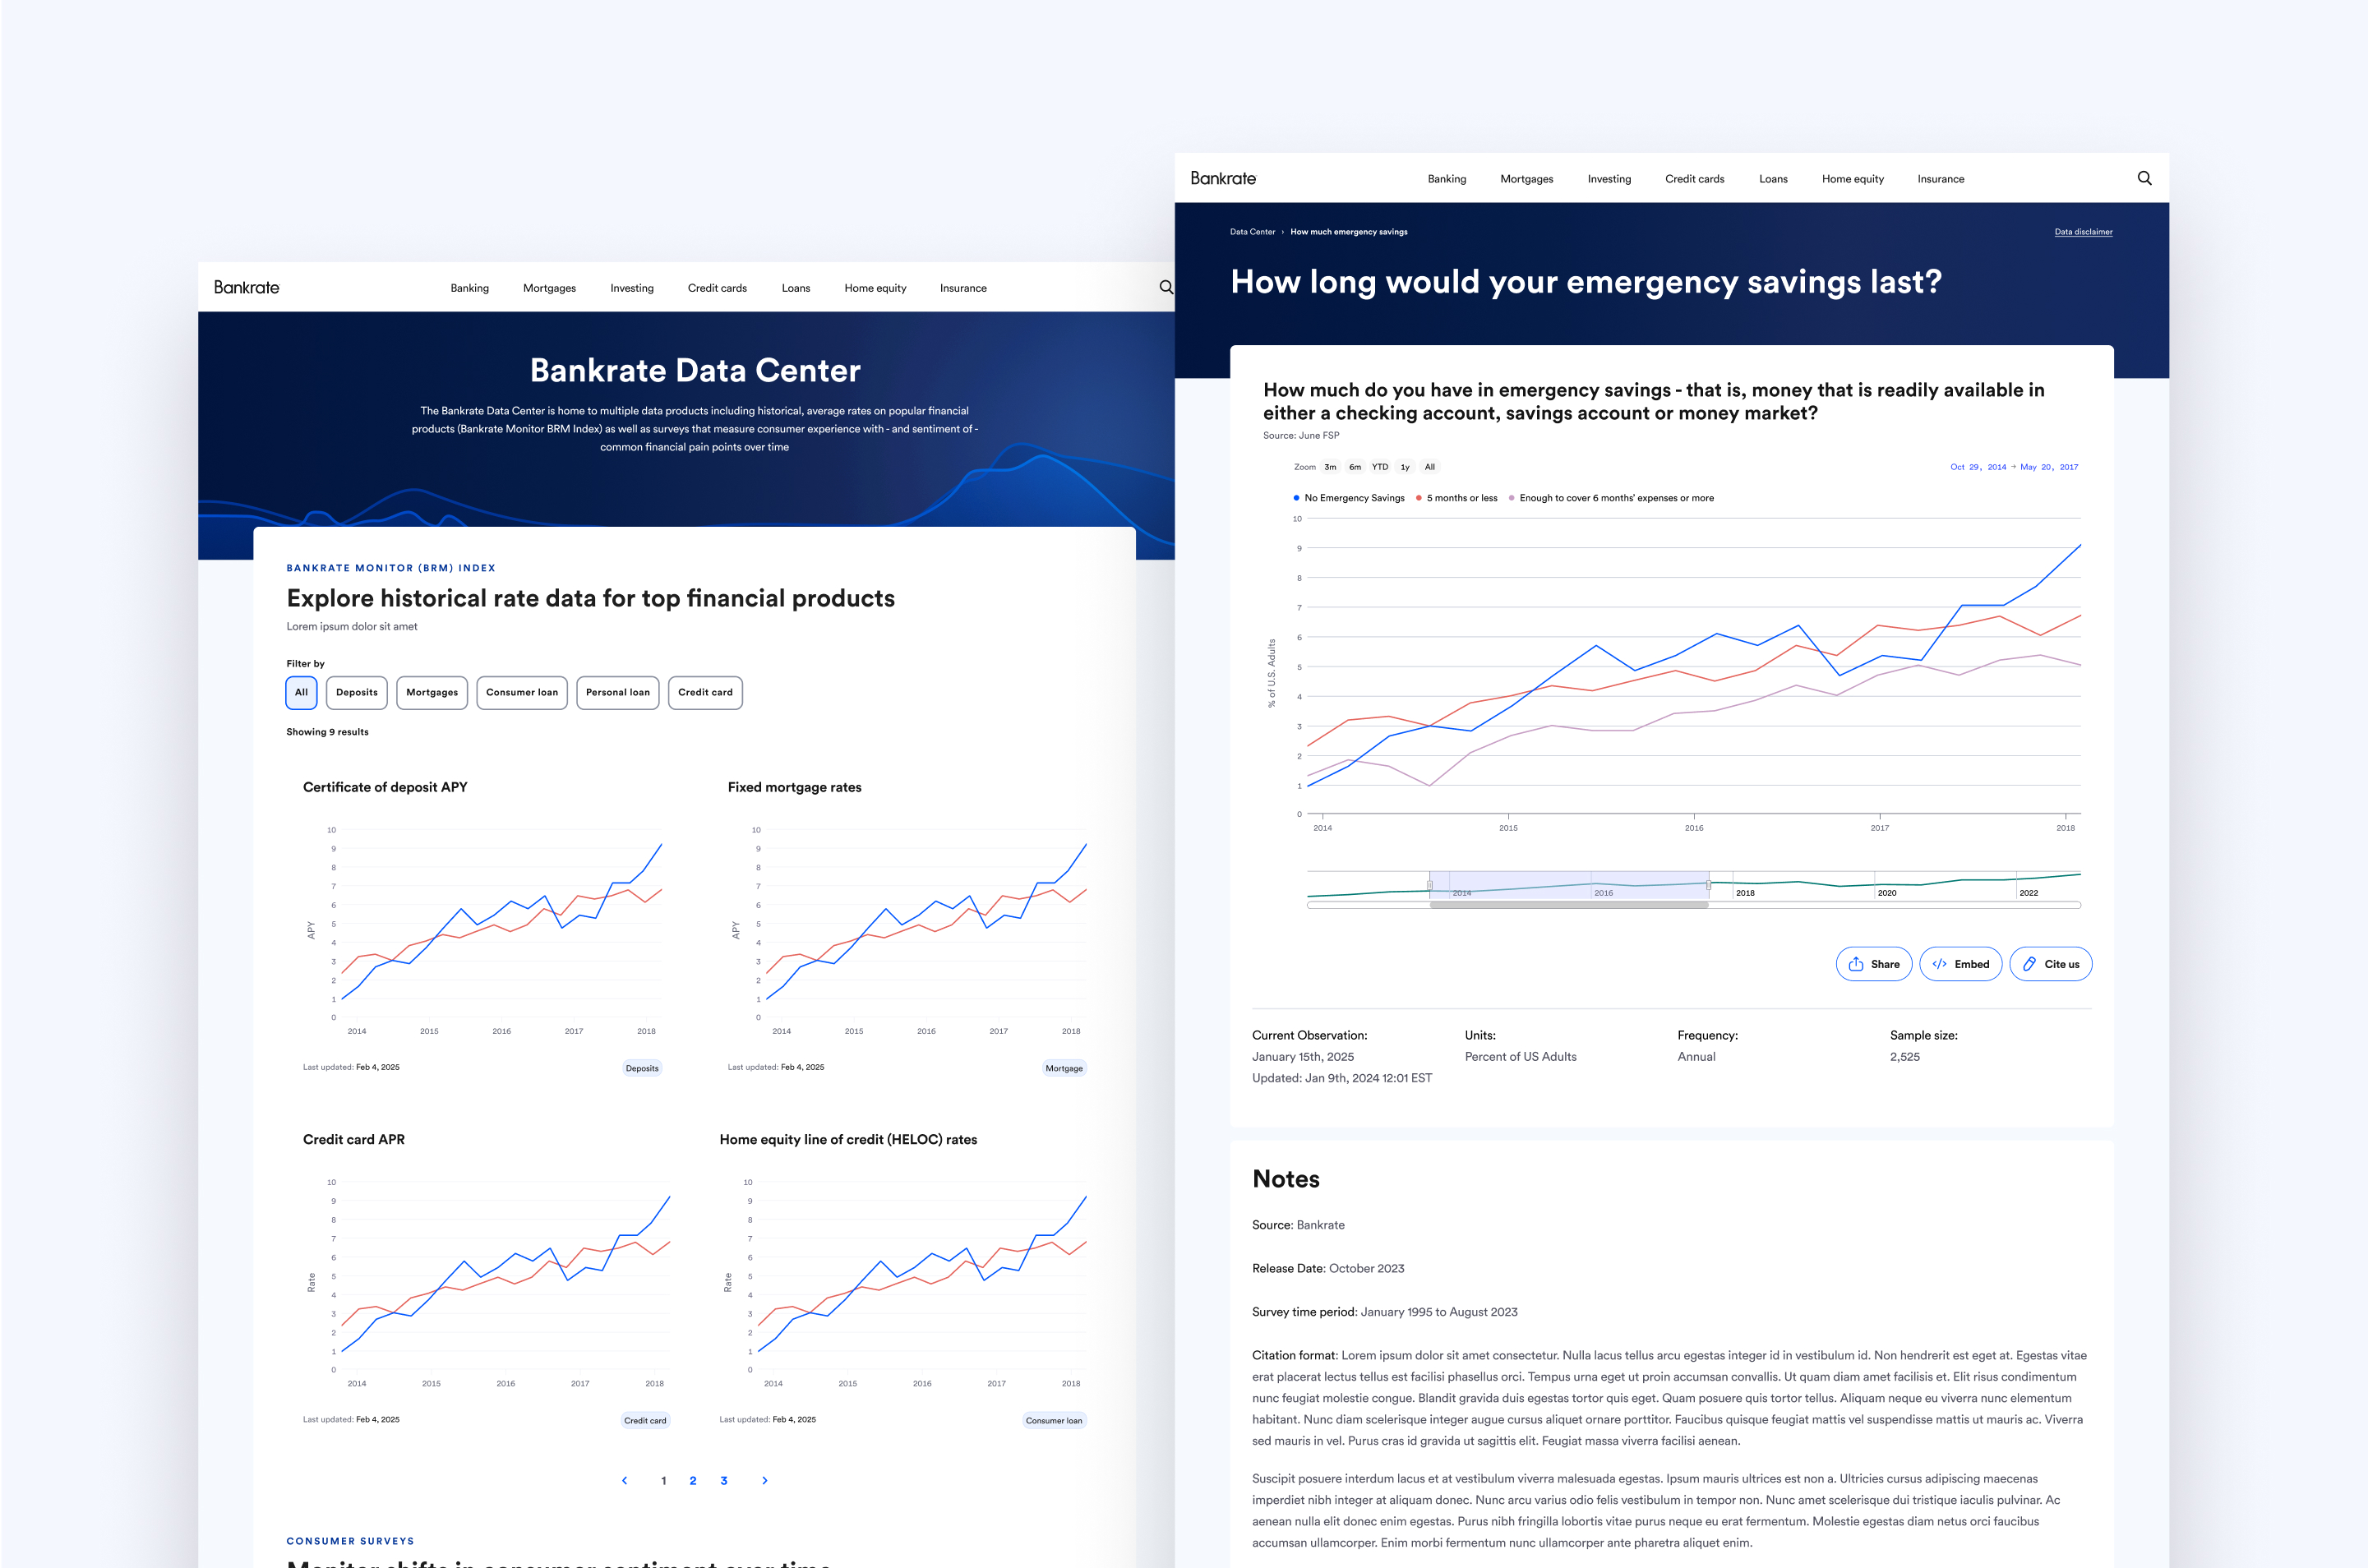 Bankrate
Banking Mortgages Investing Credit cards Loans Home equity Insurance
Bankrate Data Center
The Bankrate Data Center is home to multiple data products including historical, average rates on popular financial
products (Bankrate Monitor BRM Index) as well as surveys that measure consumer experience with - and sentiment of -
common financial pain points over time
BANKRATE MONITOR (BRM) INDEX
Explore historical rate data for top financial products
Lorem ipsum dolor sit amet
Filter by
All Deposits Mortgages Consumer loan Personal loan Credit card
Showing 9 results
Certificate of deposit APY
10
9
8
7
6
5
4
3
2
1
0
APY
2014 2015 2016 2017 2018
Last updated: Feb 4, 2025 Deposits
Fixed mortgage rates
10
9
8
7
6
5
4
3
2
1
0
APY
2014 2015 2016 2017 2018
Last updated: Feb 4, 2025 Mortgage
Credit card APR
10
9
8
7
6
5
4
3
2
1
0
Rate
2014 2015 2016 2017 2018
Last updated: Feb 4, 2025 Credit card
Home equity line of credit (HELOC) rates
10
9
8
7
6
5
4
3
2
1
0
Rate
2014 2015 2016 2017 2018
Last updated: Feb 4, 2025 Consumer loan
1 2 3
CONSUMER SURVEYS
Monitor shifts in consumer sentiment over time
Bankrate
Banking Mortgages Investing Credit cards Loans Home equity Insurance
Data Center › How much emergency savings Data disclaimer
How long would your emergency savings last?
How much do you have in emergency savings - that is, money that is readily available in
either a checking account, savings account or money market?
Source: June FSP
Zoom 3m 6m YTD 1y All Oct 29, 2014 → May 20, 2017
No Emergency Savings 5 months or less Enough to cover 6 months' expenses or more
10
9
8
7
6
5
4
3
2
1
0
% of U.S. Adults
2014 2015 2016 2017 2018
2014 2016 2018 2020 2022
Share </> Embed Cite us
Current Observation: Units: Frequency: Sample size:
January 15th, 2025 Percent of US Adults Annual 2,525
Updated: Jan 9th, 2024 12:01 EST
Notes
Source: Bankrate
Release Date: October 2023
Survey time period: January 1995 to August 2023
Citation format: Lorem ipsum dolor sit amet consectetur. Nulla lacus tellus arcu egestas integer id in vestibulum id. Non hendrerit est eget at. Egestas vitae
erat placerat lectus tellus est facilisi phasellus orci. Tempus urna eget ut proin accumsan convallis. Ut quam diam amet facilisis et. Elit risus condimentum
nunc feugiat molestie congue. Blandit gravida duis egestas tortor quis eget. Quam posuere quis tortor tellus. Aliquam neque eu viverra nunc elementum
habitant. Nunc diam scelerisque integer augue cursus aliquet ornare porttitor. Faucibus quisque feugiat mattis vel suspendisse mattis ut mauris ac. Viverra
sed mauris in vel. Purus cras id gravida ut sagittis elit. Feugiat massa viverra facilisi aenean.
Suscipit posuere interdum lacus et at vestibulum viverra malesuada egestas. Ipsum mauris ultrices est non a. Ultricies cursus adipiscing maecenas
imperdiet nibh integer at aliquam donec. Nunc arcu varius odio felis vestibulum in tempor non. Nunc amet scelerisque dui tristique iaculis pulvinar. Ac
aenean nulla elit donec enim egestas. Purus nibh fringilla lobortis vitae purus neque eu erat fermentum. Molestie egestas diam netus orci faucibus
accumsan ullamcorper. Enim morbi fermentum nunc ullamcorper ante pharetra aliquet enim.